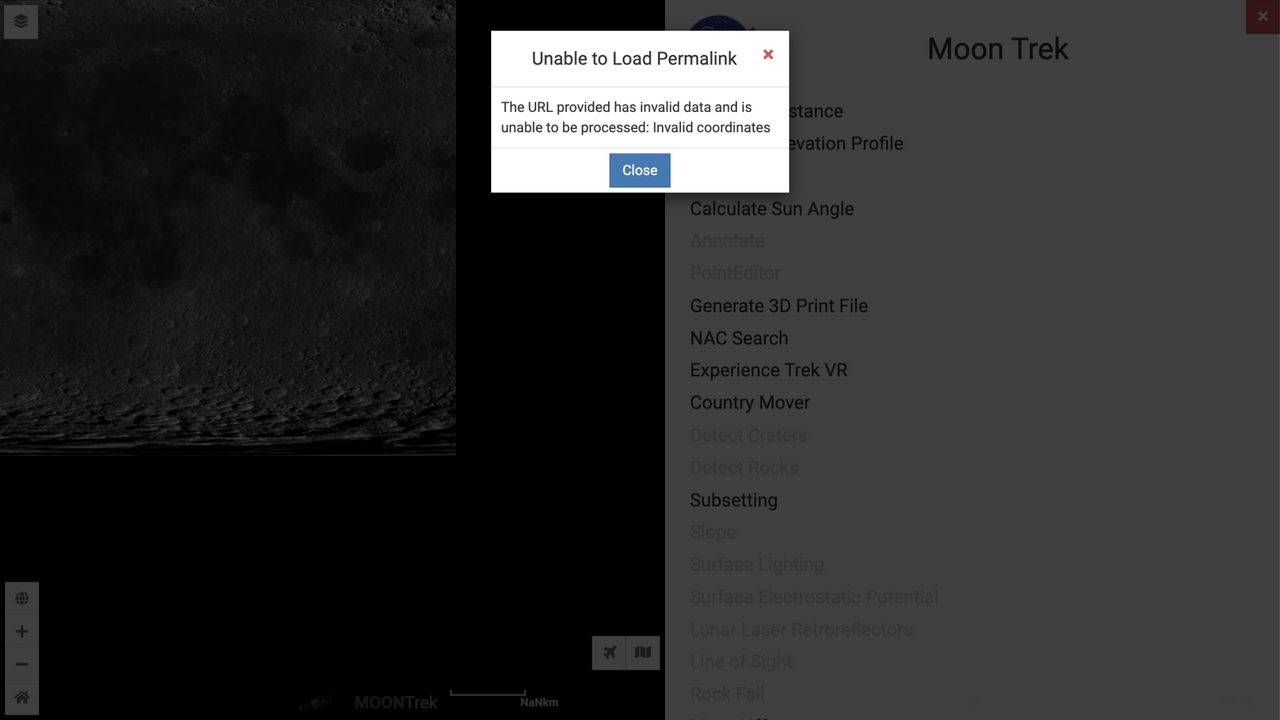 Unable to Load Permalink
The URL provided has invalid data and is
unable to be processed: Invalid coordinates
Close
Moon Trek
stance
evation Profile
Calculate Sun Angle
Annotate
PointEditor
Generate 3D Print File
NAC Search
Experience Trek VR
Country Mover
Detect Craters
Detect Rocks
Subsetting
Slope
Surface Lighting
Surface Electrostatic Potential
Lunar Laser Retroreflectors
Line of Sight
Rock Fall
MOONTrek
NaNkm